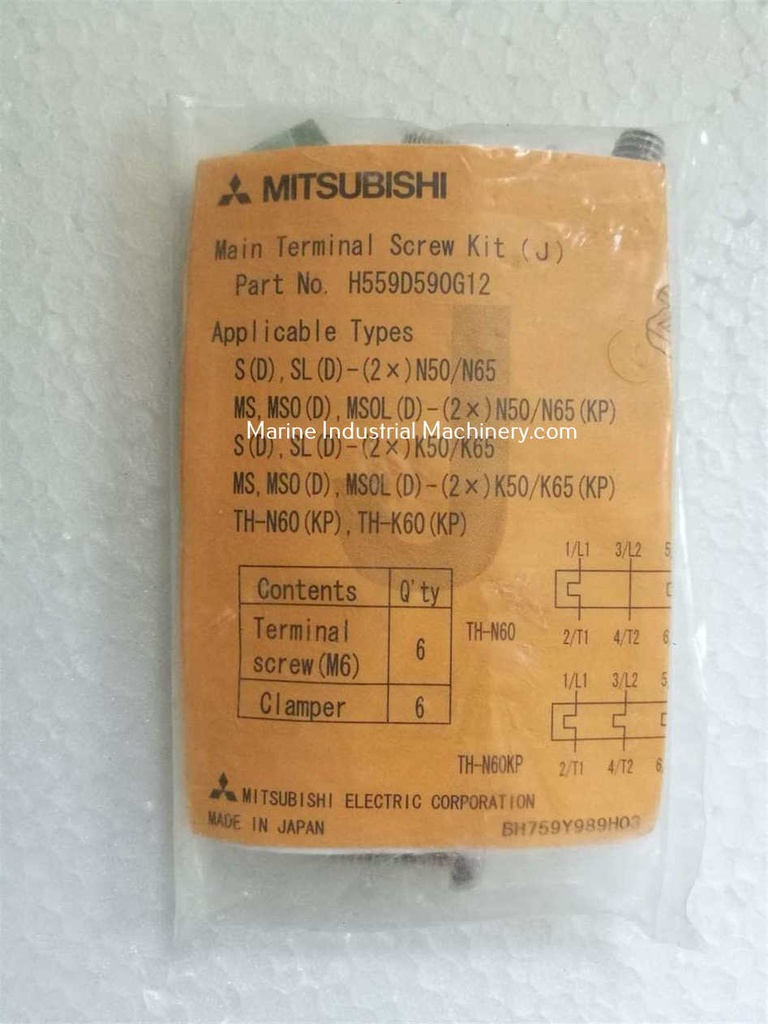 MITSUBISHI
Main Terminal Screw Kit (J)
Part No. H559D590G12
Applicable Types
S(D), SL(D)-(2×)N50/N65
MS, MSO(D), MSOL(D)-(2×)N50/N65(KP)
Marine Industrial Machinery.com
S(D), SL(D)-(2×)K50/K65
MS, MSO(D), MSOL(D)-(2×)K50/K65(KP)
TH-N60(KP), TH-K60(KP)
J
Contents Q'ty
Terminal screw(M6) 6
Clamper 6
1/L1 3/L2 5
TH-N60
2/T1 4/T2 6
1/L1 3/L2 5
TH-N60KP
2/T1 4/T2 6
MITSUBISHI ELECTRIC CORPORATION
MADE IN JAPAN
BH759Y989H03